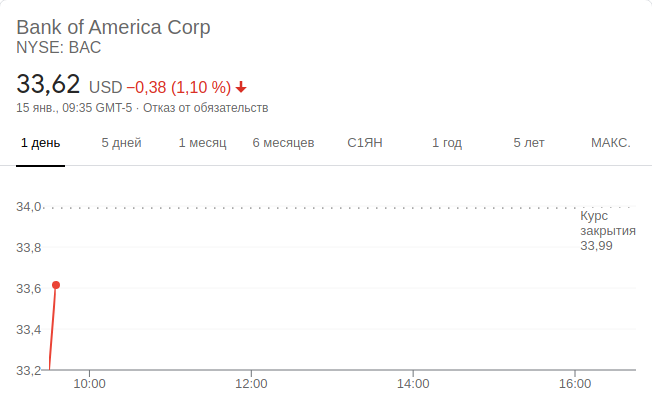 Bank of America Corp
NYSE: BAC
33,62 USD −0,38 (1,10 %)
15 янв., 09:35 GMT-5 · Отказ от обязательств
1 день 5 дней 1 месяц 6 месяцев С1ЯН 1 год 5 лет МАКС.
34,0
Курс
закрытия
33,99
33,8
33,6
33,4
33,2
10:00 12:00 14:00 16:00